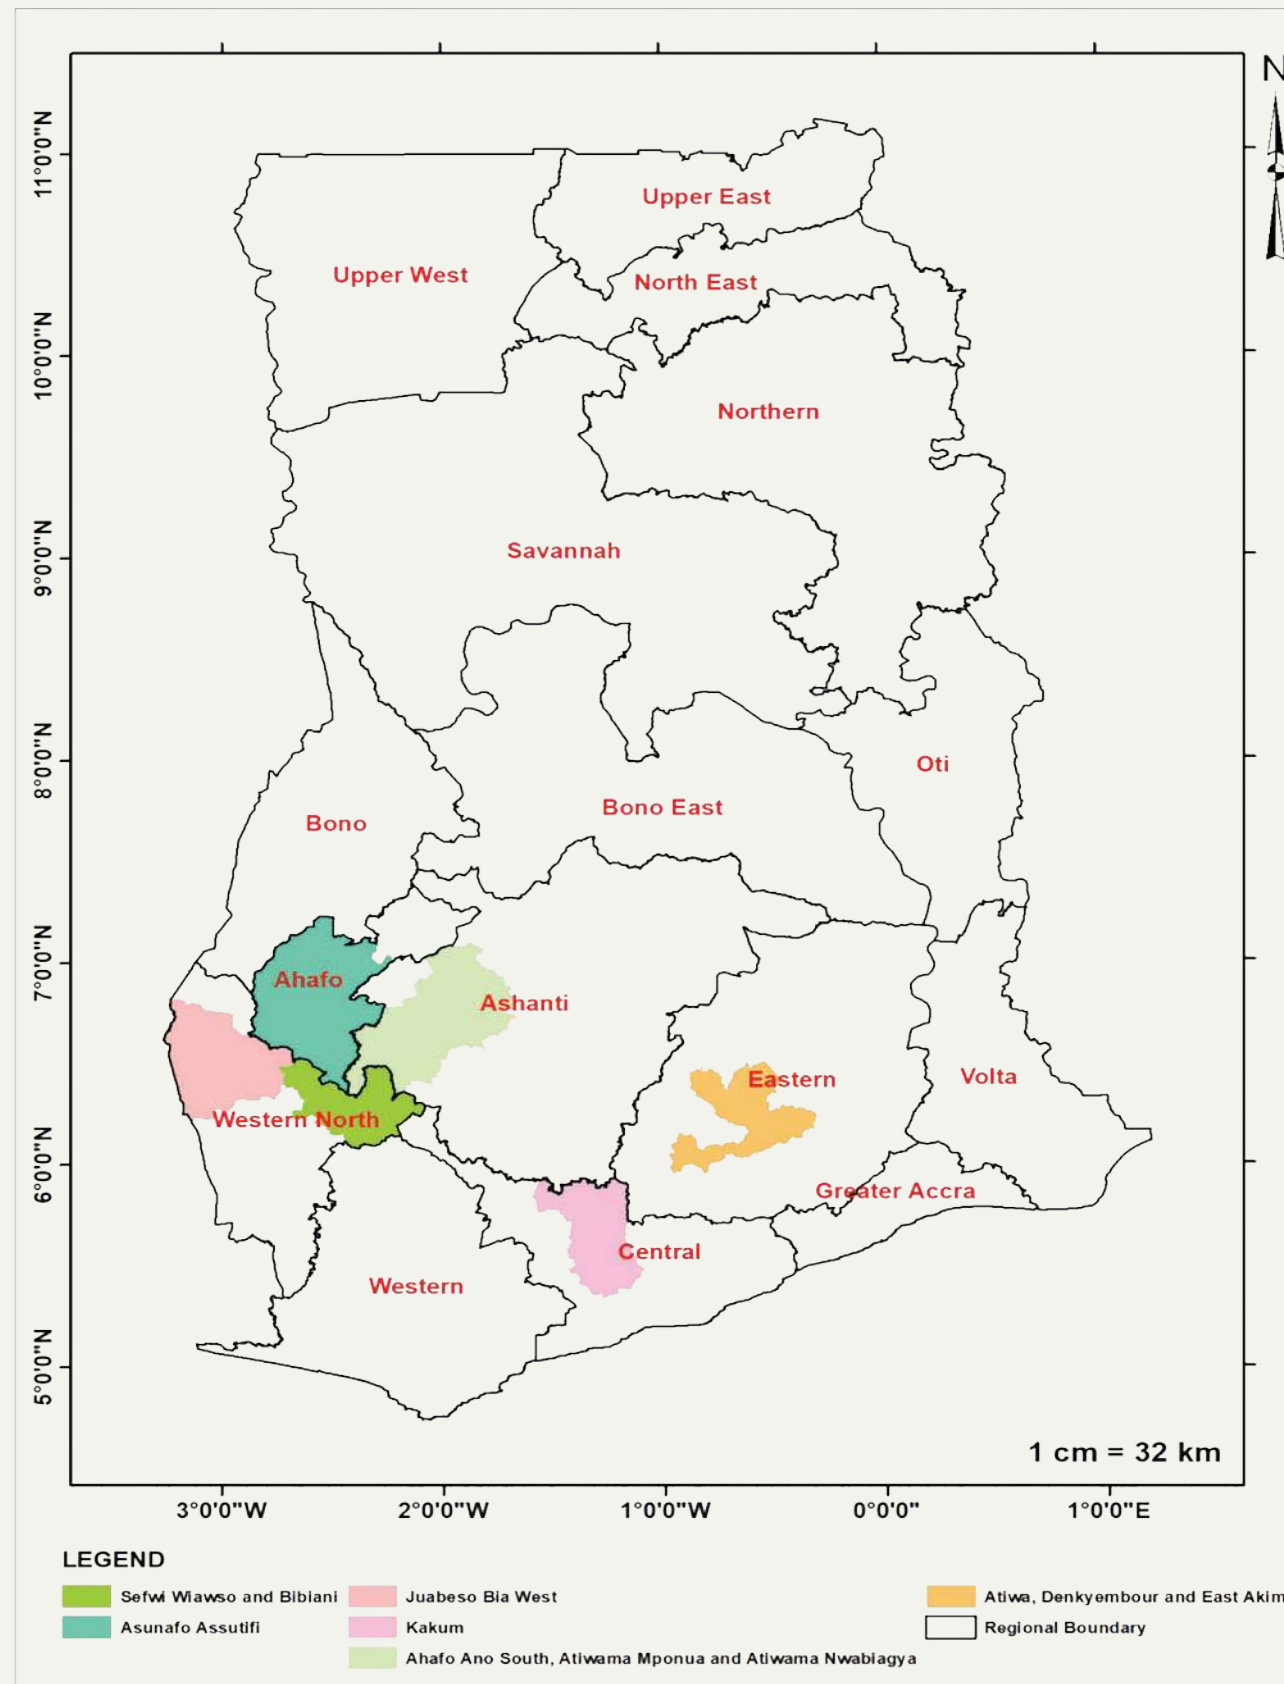 N
11°0'0"N
10°0'0"N
9°0'0"N
8°0'0"N
7°0'0"N
6°0'0"N
5°0'0"N
Upper East
Upper West
North East
Northern
Savannah
Oti
Bono East
Bono
Ahafo
Ashanti
Eastern
Volta
Western North
Greater Accra
Central
Western
1 cm = 32 km
3°0'0"W 2°0'0"W 1°0'0"W 0°0'0" 1°0'0"E
LEGEND
Sefwi Wiawso and Bibiani Juabeso Bia West Atiwa, Denkyembour and East Akim
Asunafo Assutifi Kakum Regional Boundary
Ahafo Ano South, Atiwama Mponua and Atiwama Nwabiagya